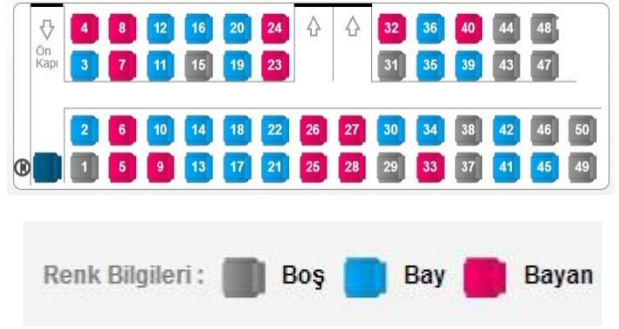 4 8 12 16 20 24 32 36 40 44 48
Ön
Kapı
3 7 11 15 19 23 31 35 39 43 47
2 6 10 14 18 22 26 27 30 34 38 42 46 50
1 5 9 13 17 21 25 28 29 33 37 41 45 49
Renk Bilgileri : Boş Bay Bayan